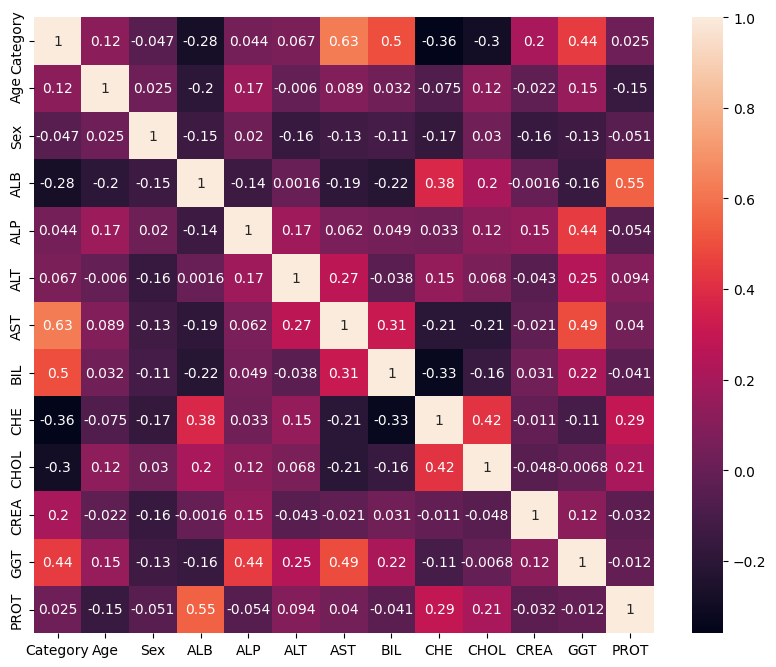 Category 1 0.12 -0.047 -0.28 0.044 0.067 0.63 0.5 -0.36 -0.3 0.2 0.44 0.025
Age 0.12 1 0.025 -0.2 0.17 -0.006 0.089 0.032 -0.075 0.12 -0.022 0.15 -0.15
Sex -0.047 0.025 1 -0.15 0.02 -0.16 -0.13 -0.11 -0.17 0.03 -0.16 -0.13 -0.051
ALB -0.28 -0.2 -0.15 1 -0.14 0.0016 -0.19 -0.22 0.38 0.2 -0.0016 -0.16 0.55
ALP 0.044 0.17 0.02 -0.14 1 0.17 0.062 0.049 0.033 0.12 0.15 0.44 -0.054
ALT 0.067 -0.006 -0.16 0.0016 0.17 1 0.27 -0.038 0.15 0.068 -0.043 0.25 0.094
AST 0.63 0.089 -0.13 -0.19 0.062 0.27 1 0.31 -0.21 -0.21 -0.021 0.49 0.04
BIL 0.5 0.032 -0.11 -0.22 0.049 -0.038 0.31 1 -0.33 -0.16 0.031 0.22 -0.041
CHE -0.36 -0.075 -0.17 0.38 0.033 0.15 -0.21 -0.33 1 0.42 -0.011 -0.11 0.29
CHOL -0.3 0.12 0.03 0.2 0.12 0.068 -0.21 -0.16 0.42 1 -0.048 -0.0068 0.21
CREA 0.2 -0.022 -0.16 -0.0016 0.15 -0.043 -0.021 0.031 -0.011 -0.048 1 0.12 -0.032
GGT 0.44 0.15 -0.13 -0.16 0.44 0.25 0.49 0.22 -0.11 -0.0068 0.12 1 -0.012
PROT 0.025 -0.15 -0.051 0.55 -0.054 0.094 0.04 -0.041 0.29 0.21 -0.032 -0.012 1
Category Age Sex ALB ALP ALT AST BIL CHE CHOL CREA GGT PROT
1.0
0.8
0.6
0.4
0.2
0.0
−0.2